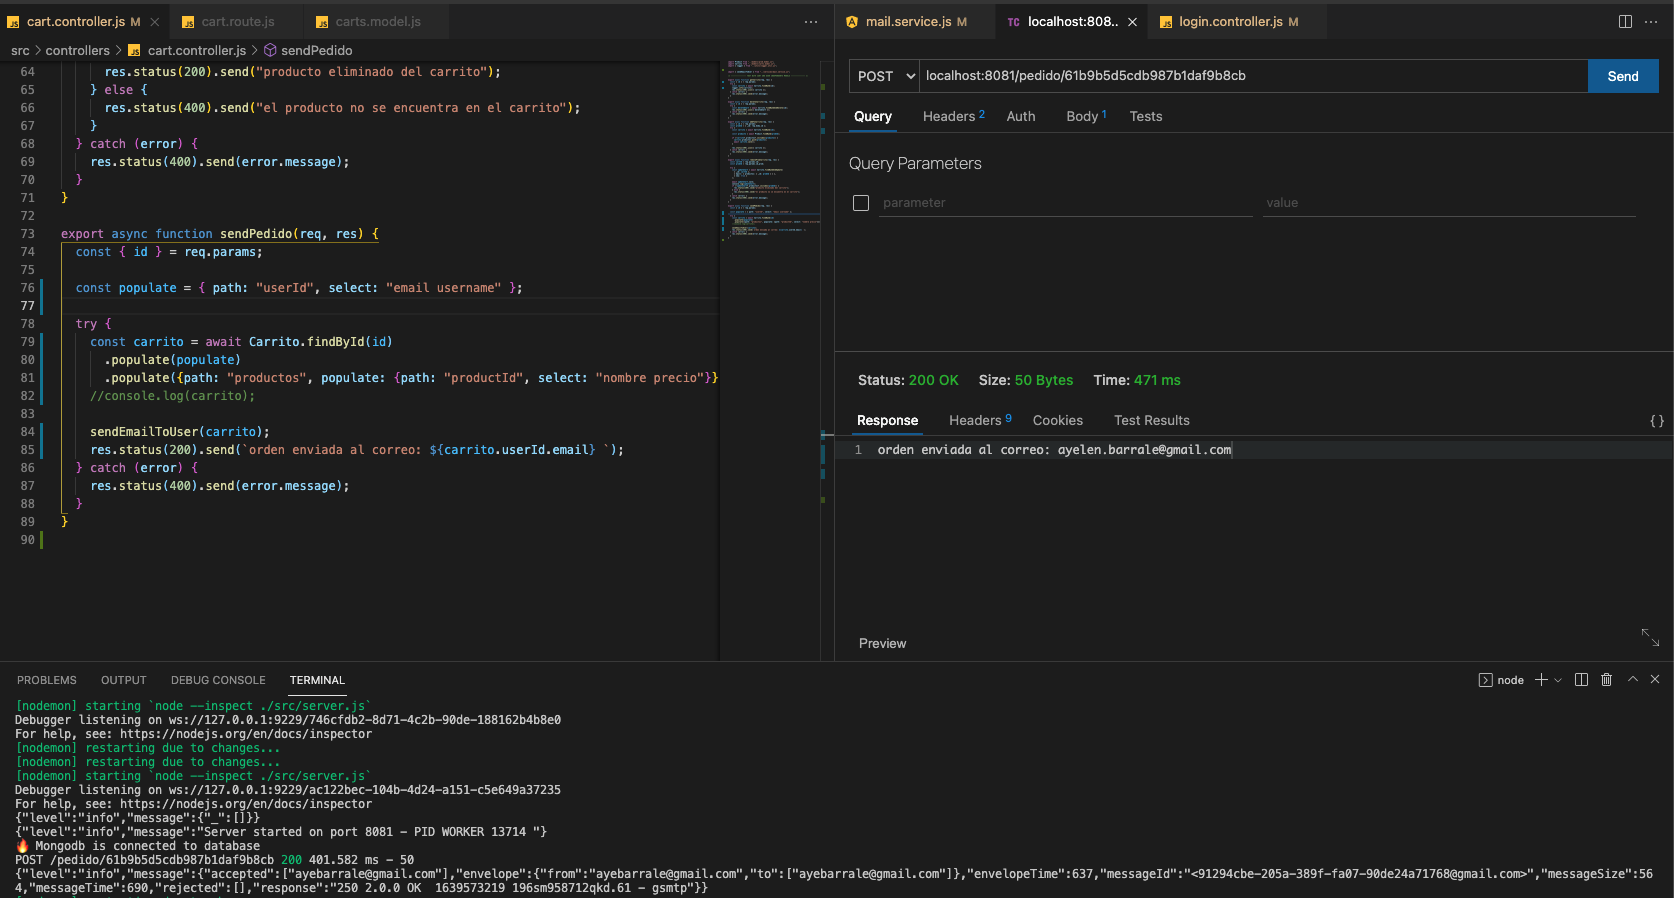 cart.controller.js M
cart.route.js
carts.model.js
src > controllers > cart.controller.js > sendPedido
64 res.status(200).send("producto eliminado del carrito");
65 } else {
66 res.status(400).send("el producto no se encuentra en el carrito");
67 }
68 } catch (error) {
69 res.status(400).send(error.message);
70 }
71 }
72
73 export async function sendPedido(req, res) {
74 const { id } = req.params;
75
76 const populate = { path: "userId", select: "email username" };
77
78 try {
79 const carrito = await Carrito.findById(id)
80 .populate(populate)
81 .populate({path: "productos", populate: {path: "productId", select: "nombre precio"}}
82 //console.log(carrito);
83
84 sendEmailToUser(carrito);
85 res.status(200).send(`orden enviada al correo: ${carrito.userId.email} `);
86 } catch (error) {
87 res.status(400).send(error.message);
88 }
89 }
90
mail.service.js M
TC localhost:808..
login.controller.js M
POST localhost:8081/pedido/61b9b5d5cdb987b1daf9b8cb Send
Query Headers 2 Auth Body 1 Tests
Query Parameters
parameter value
Status: 200 OK Size: 50 Bytes Time: 471 ms
Response Headers 9 Cookies Test Results { }
1 orden enviada al correo: ayelen.barrale@gmail.com
Preview
PROBLEMS OUTPUT DEBUG CONSOLE TERMINAL
node
[nodemon] starting `node --inspect ./src/server.js`
Debugger listening on ws://127.0.0.1:9229/746cfdb2-8d71-4c2b-90de-188162b4b8e0
For help, see: https://nodejs.org/en/docs/inspector
[nodemon] restarting due to changes...
[nodemon] restarting due to changes...
[nodemon] starting `node --inspect ./src/server.js`
Debugger listening on ws://127.0.0.1:9229/ac122bec-104b-4d24-a151-c5e649a37235
For help, see: https://nodejs.org/en/docs/inspector
{"level":"info","message":{"_":[]}}
{"level":"info","message":"Server started on port 8081 - PID WORKER 13714 "}
🔥 Mongodb is connected to database
POST /pedido/61b9b5d5cdb987b1daf9b8cb 200 401.582 ms - 50
{"level":"info","message":{"accepted":["ayebarrale@gmail.com"],"envelope":{"from":"ayebarrale@gmail.com","to":["ayebarrale@gmail.com"]},"envelopeTime":637,"messageId":"<91294cbe-205a-389f-fa07-90de24a71768@gmail.com>","messageSize":56
4,"messageTime":690,"rejected":[],"response":"250 2.0.0 OK  1639573219 196sm958712qkd.61 - gsmtp"}}